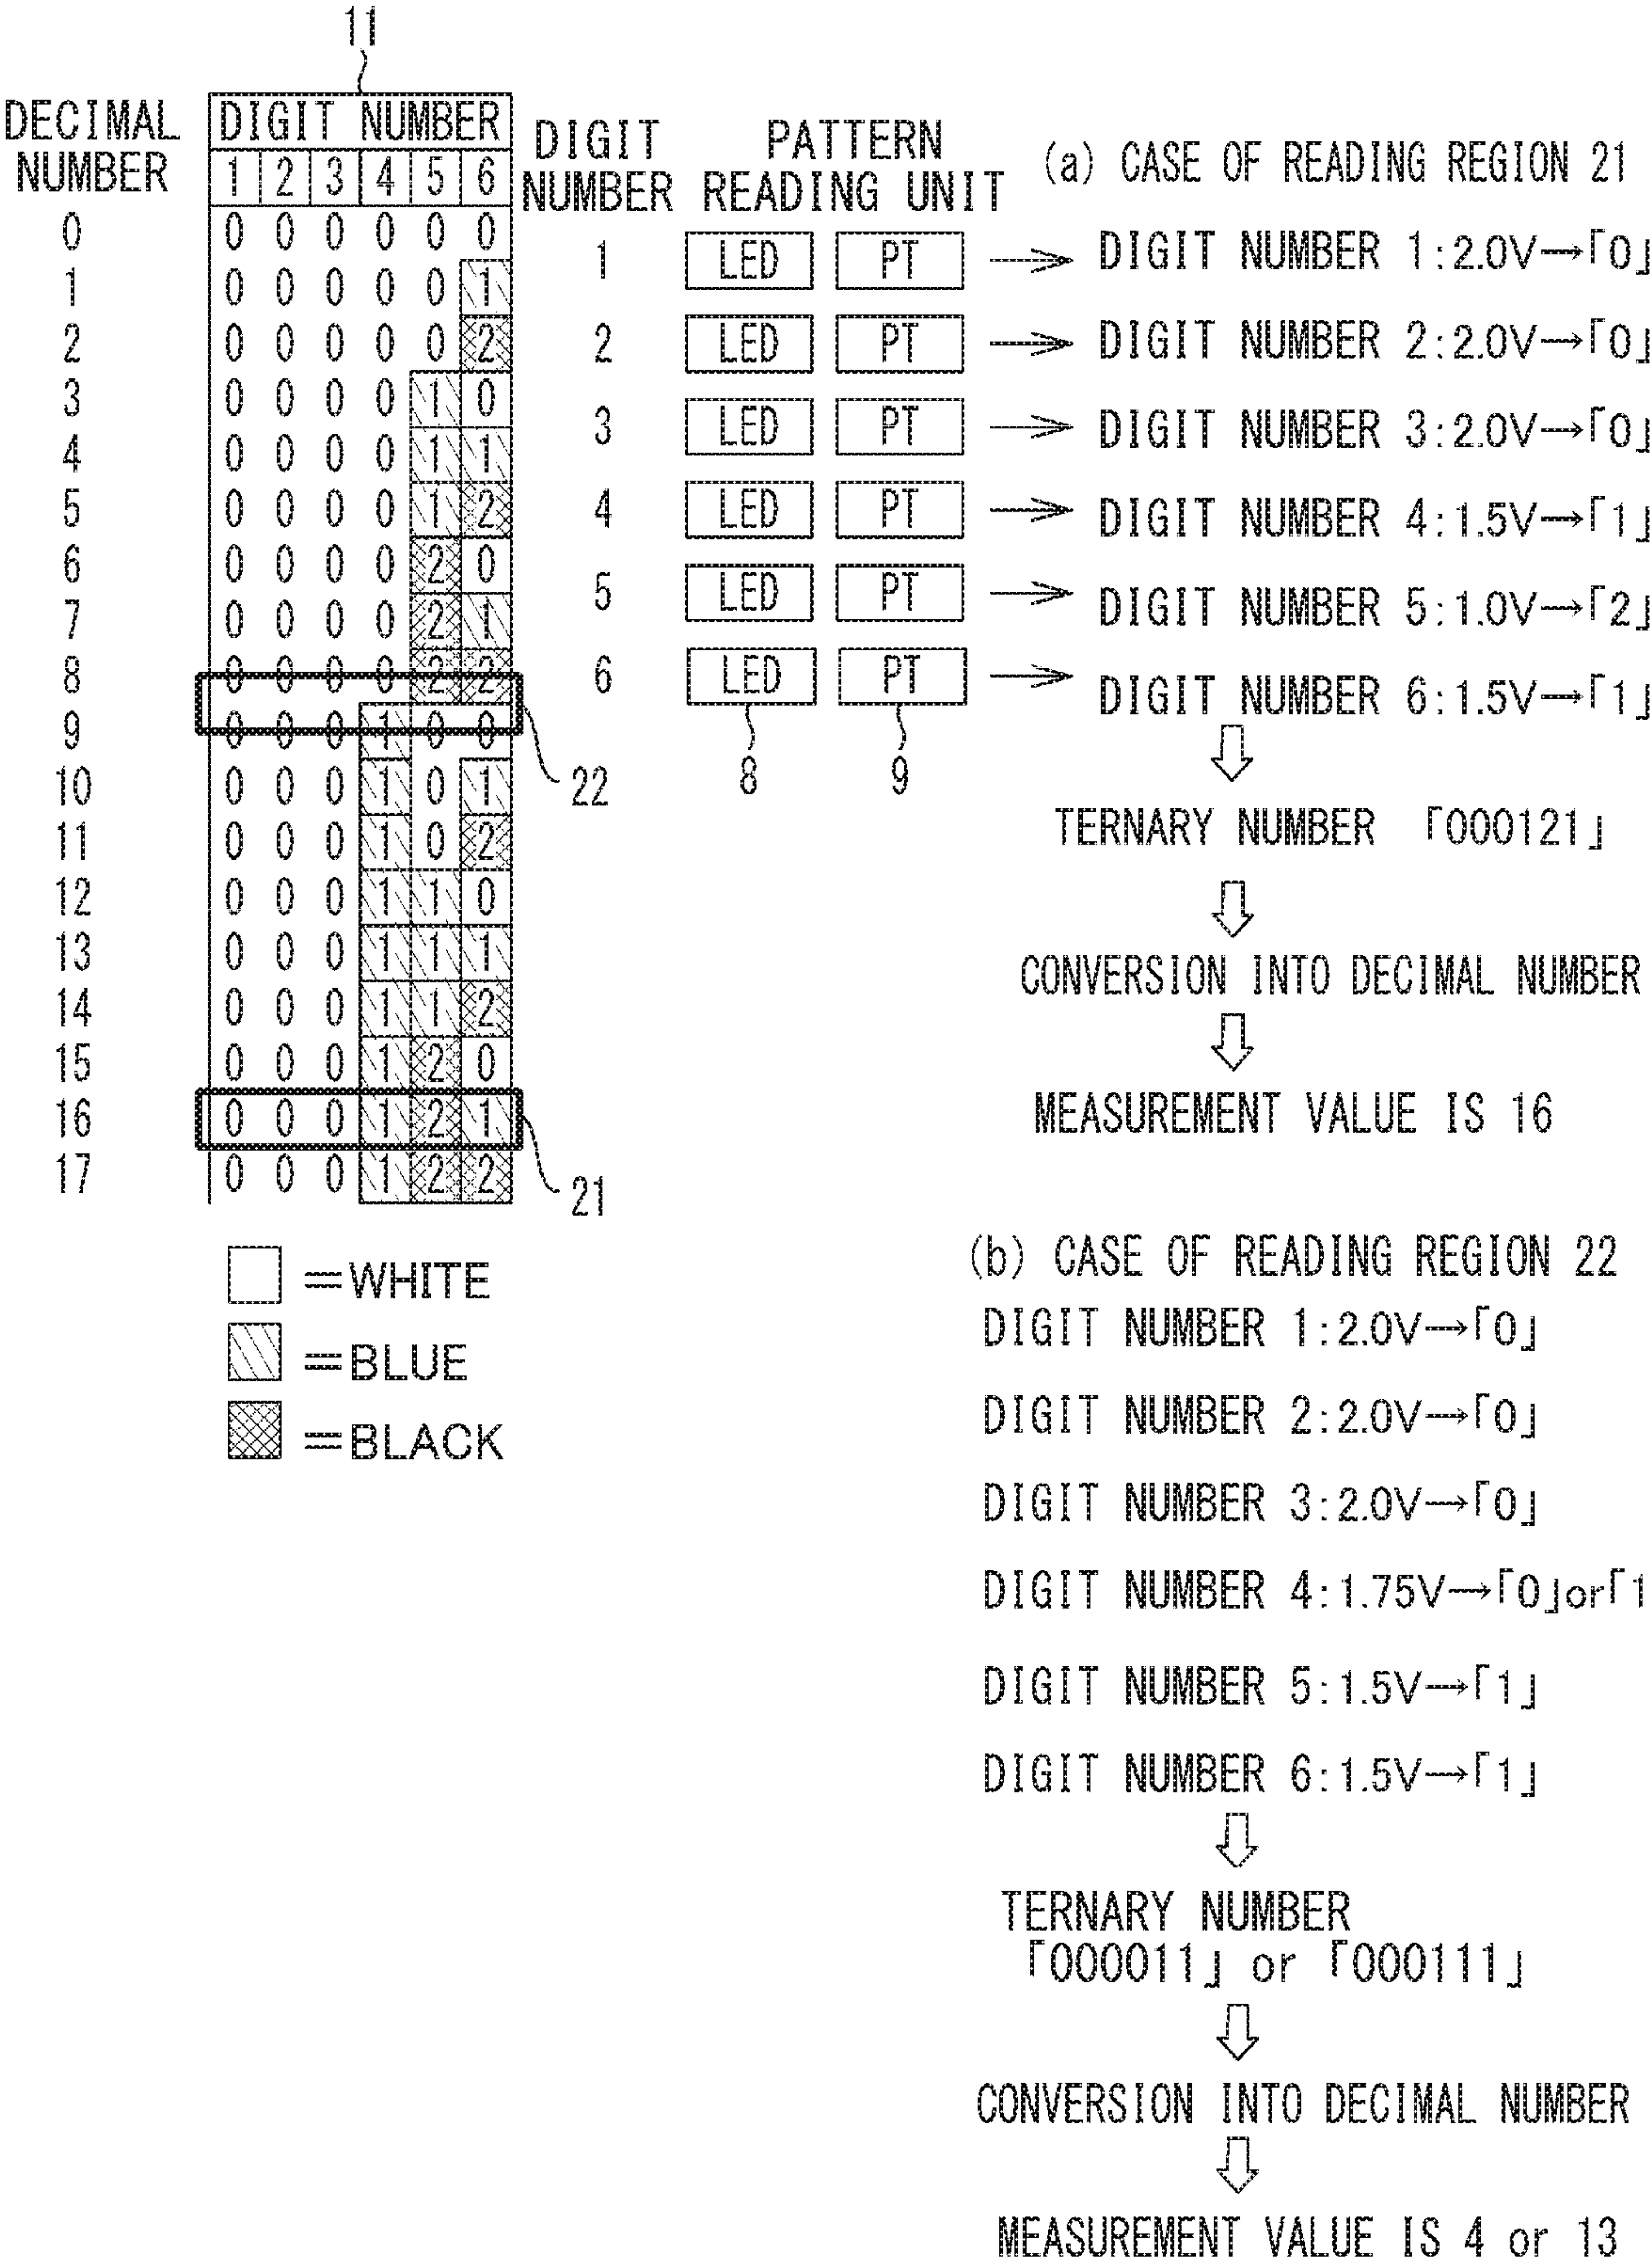 11
DECIMAL NUMBER
DIGIT NUMBER
1 2 3 4 5 6
0 0 0 0 0 0 0
1 0 0 0 0 0 1
2 0 0 0 0 0 2
3 0 0 0 0 1 0
4 0 0 0 0 1 1
5 0 0 0 0 1 2
6 0 0 0 0 2 0
7 0 0 0 0 2 1
8 0 0 0 0 2 2
9 0 0 0 1 0 0
10 0 0 0 1 0 1
11 0 0 0 1 0 2
12 0 0 0 1 1 0
13 0 0 0 1 1 1
14 0 0 0 1 1 2
15 0 0 0 1 2 0
16 0 0 0 1 2 1
17 0 0 0 1 2 2
22
21
=WHITE
=BLUE
=BLACK
DIGIT NUMBER
PATTERN READING UNIT
1 LED PT
2 LED PT
3 LED PT
4 LED PT
5 LED PT
6 LED PT
8 9
(a) CASE OF READING REGION 21
DIGIT NUMBER 1:2.0V→「0」
DIGIT NUMBER 2:2.0V→「0」
DIGIT NUMBER 3:2.0V→「0」
DIGIT NUMBER 4:1.5V→「1」
DIGIT NUMBER 5:1.0V→「2」
DIGIT NUMBER 6:1.5V→「1」
TERNARY NUMBER 「000121」
CONVERSION INTO DECIMAL NUMBER
MEASUREMENT VALUE IS 16
(b) CASE OF READING REGION 22
DIGIT NUMBER 1:2.0V→「0」
DIGIT NUMBER 2:2.0V→「0」
DIGIT NUMBER 3:2.0V→「0」
DIGIT NUMBER 4:1.75V→「0」or「1
DIGIT NUMBER 5:1.5V→「1」
DIGIT NUMBER 6:1.5V→「1」
TERNARY NUMBER
「000011」 or 「000111」
CONVERSION INTO DECIMAL NUMBER
MEASUREMENT VALUE IS 4 or 13